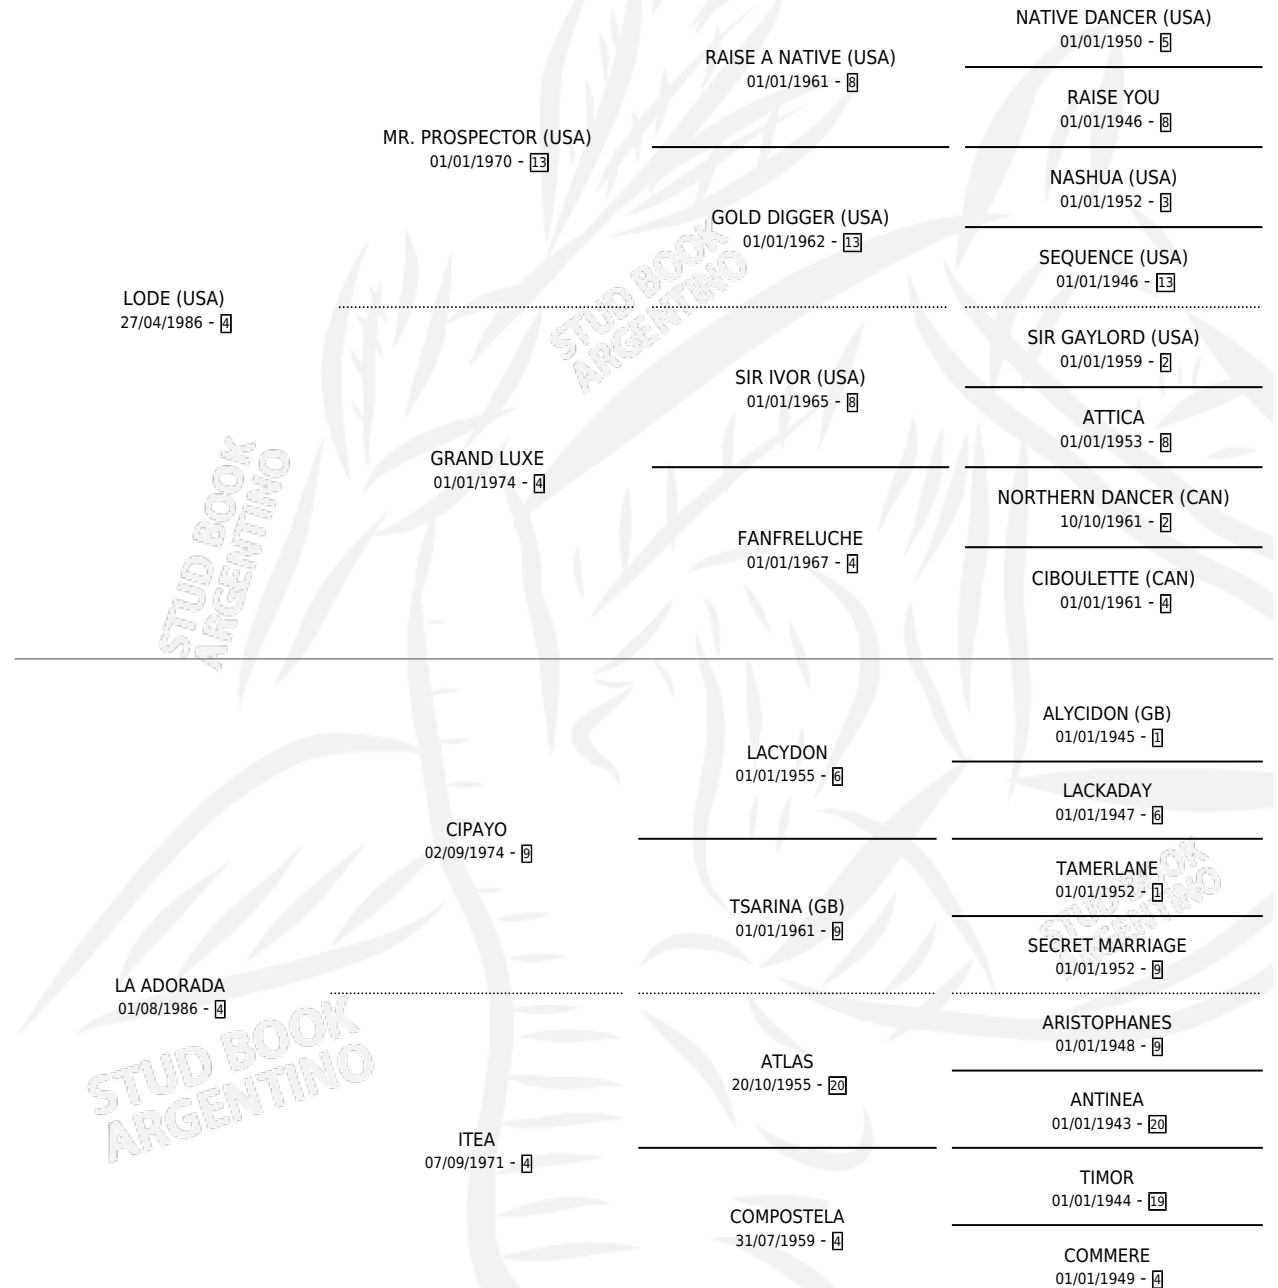 NATIVE DANCER (USA)
01/01/1950 - 5
RAISE A NATIVE (USA)
01/01/1961 - 8
RAISE YOU
01/01/1946 - 8
MR. PROSPECTOR (USA)
01/01/1970 - 13
NASHUA (USA)
01/01/1952 - 3
GOLD DIGGER (USA)
01/01/1962 - 13
SEQUENCE (USA)
01/01/1946 - 13
LODE (USA)
27/04/1986 - 4
STUD BOOK
ARGENTINO
SIR GAYLORD (USA)
01/01/1959 - 2
SIR IVOR (USA)
01/01/1965 - 8
ATTICA
01/01/1953 - 8
GRAND LUXE
01/01/1974 - 4
NORTHERN DANCER (CAN)
10/10/1961 - 2
FANFRELUCHE
01/01/1967 - 4
CIBOULETTE (CAN)
01/01/1961 - 4
STUD BOOK
ARGENTINO
ALYCIDON (GB)
01/01/1945 - 1
LACYDON
01/01/1955 - 6
LACKADAY
01/01/1947 - 6
CIPAYO
02/09/1974 - 9
TAMERLANE
01/01/1952 - 1
TSARINA (GB)
01/01/1961 - 9
SECRET MARRIAGE
01/01/1952 - 9
STUD BOOK
ARGENTINO
LA ADORADA
01/08/1986 - 4
ARISTOPHANES
01/01/1948 - 9
ATLAS
20/10/1955 - 20
ANTINEA
01/01/1943 - 20
STUD BOOK
ARGENTINO
ITEA
07/09/1971 - 4
TIMOR
01/01/1944 - 19
COMPOSTELA
31/07/1959 - 4
COMMERE
01/01/1949 - 4